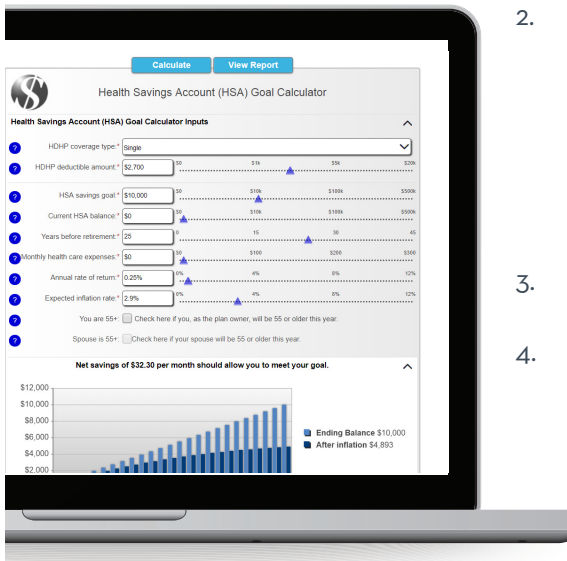 2.
Calculate View Report
Health Savings Account (HSA) Goal Calculator
Health Savings Account (HSA) Goal Calculator Inputs
? HDHP coverage type:* Single
? HDHP deductible amount:* $2,700 $0 $1k $5k $20k
? HSA savings goal:* $10,000 $0 $10k $100k $500k
? Current HSA balance:* $0 $0 $10k $100k $500k
? Years before retirement:* 25 0 15 30 45
? Monthly health care expenses:* $0 $0 $100 $200 $300
? Annual rate of return:* 0.25% 0% 4% 8% 12%
3.
? Expected inflation rate:* 2.9% 0% 4% 8% 12%
? You are 55+: Check here if you, as the plan owner, will be 55 or older this year.
? Spouse is 55+: Check here if your spouse will be 55 or older this year.
4.
Net savings of $32.30 per month should allow you to meet your goal.
$12,000
$10,000
$8,000
$6,000
$4,000
$2,000
Ending Balance $10,000
After inflation $4,893